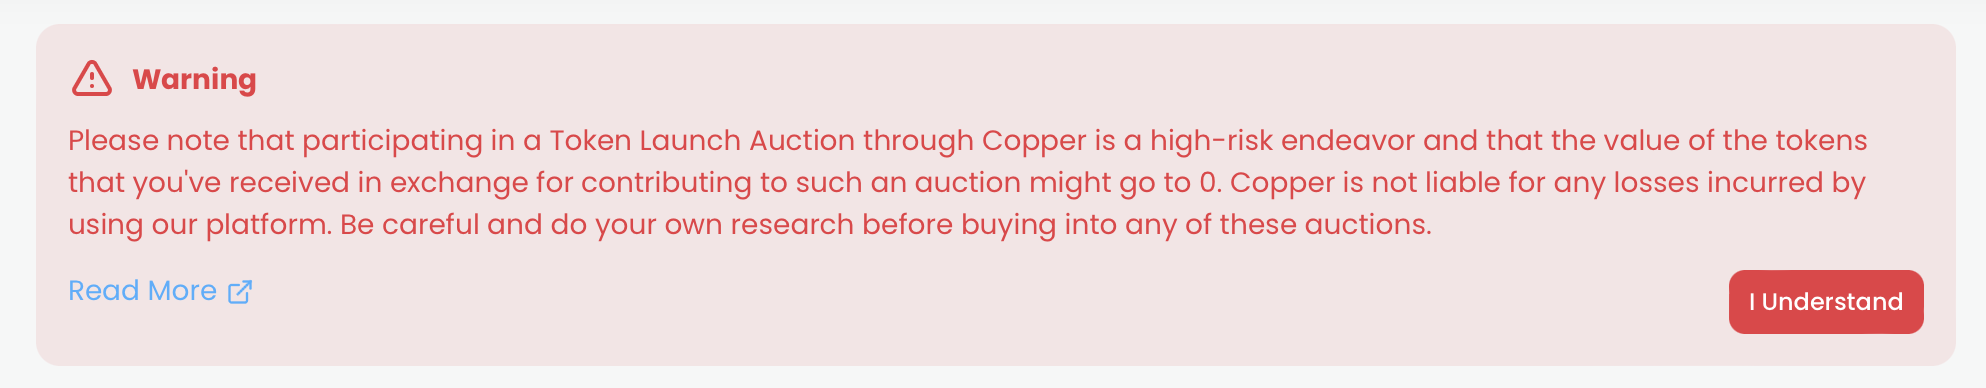 Warning
Please note that participating in a Token Launch Auction through Copper is a high-risk endeavor and that the value of the tokens
that you've received in exchange for contributing to such an auction might go to 0. Copper is not liable for any losses incurred by
using our platform. Be careful and do your own research before buying into any of these auctions.
Read More
I Understand